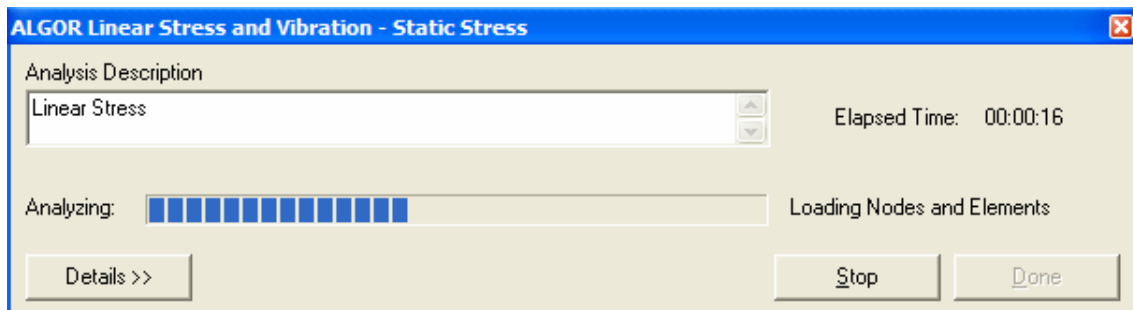 ALGOR Linear Stress and Vibration - Static Stress
Analysis Description
Linear Stress
Elapsed Time: 00:00:16
Analyzing: Loading Nodes and Elements
Details >> Stop Done